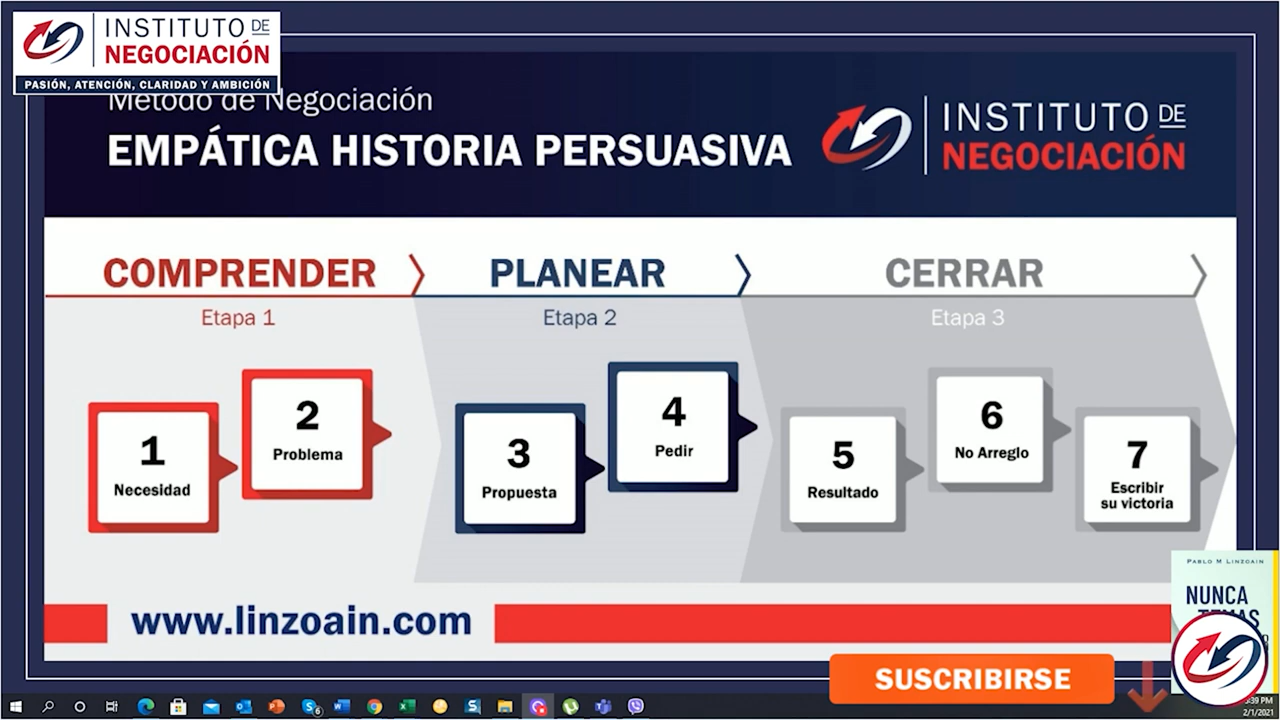 INSTITUTO DE
NEGOCIACIÓN
PASIÓN, ATENCIÓN, CLARIDAD Y AMBICIÓN
Método de Negociación
EMPÁTICA HISTORIA PERSUASIVA
INSTITUTO DE
NEGOCIACIÓN
COMPRENDER
PLANEAR
CERRAR
Etapa 1
Etapa 2
Etapa 3
1
Necesidad
2
Problema
3
Propuesta
4
Pedir
5
Resultado
6
No Arreglo
7
Escribir
su victoria
www.linzoain.com
PABLO M LINZOAIN
NUNCA
SUSCRIBIRSE
2/1/2021